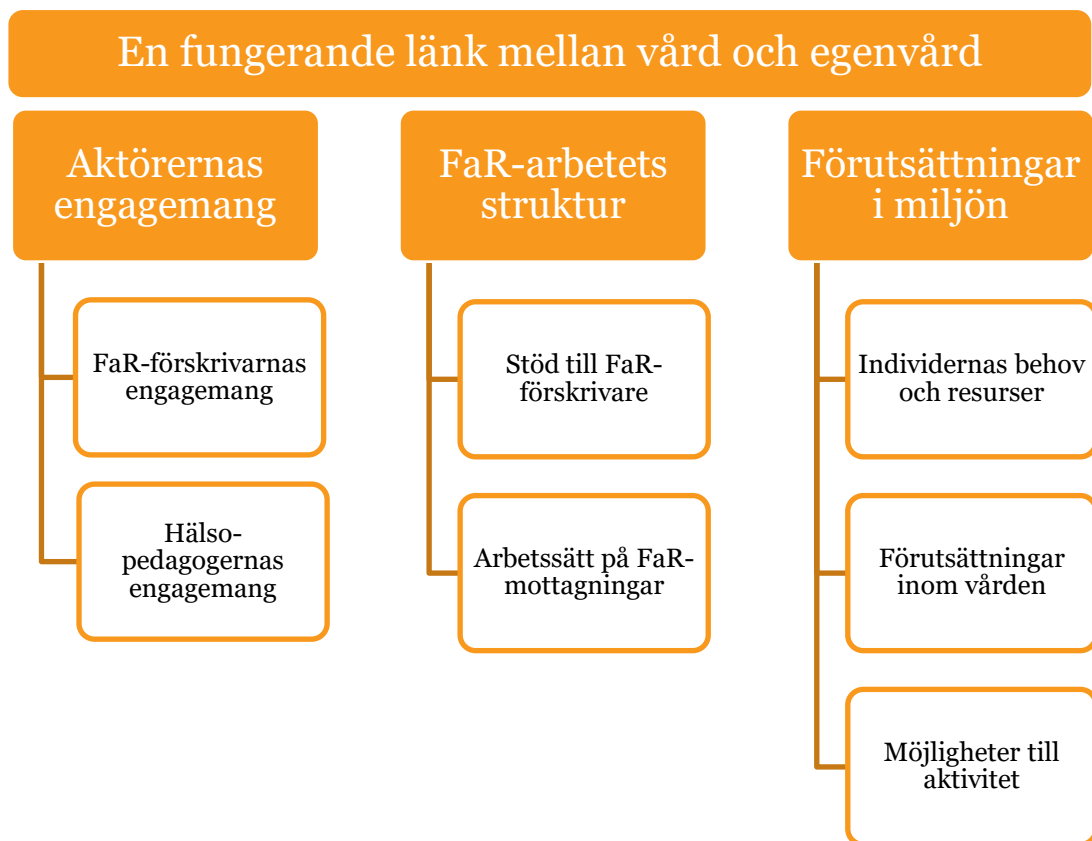 En fungerande länk mellan vård och egenvård
Aktörernas
engagemang
FaR-förskrivarnas
engagemang
Hälso-
pedagogernas
engagemang
FaR-arbetets
struktur
Stöd till FaR-
förskrivare
Arbetssätt på FaR-
mottagningar
Förutsättningar
i miljön
Individernas behov
och resurser
Förutsättningar
inom vården
Möjligheter till
aktivitet